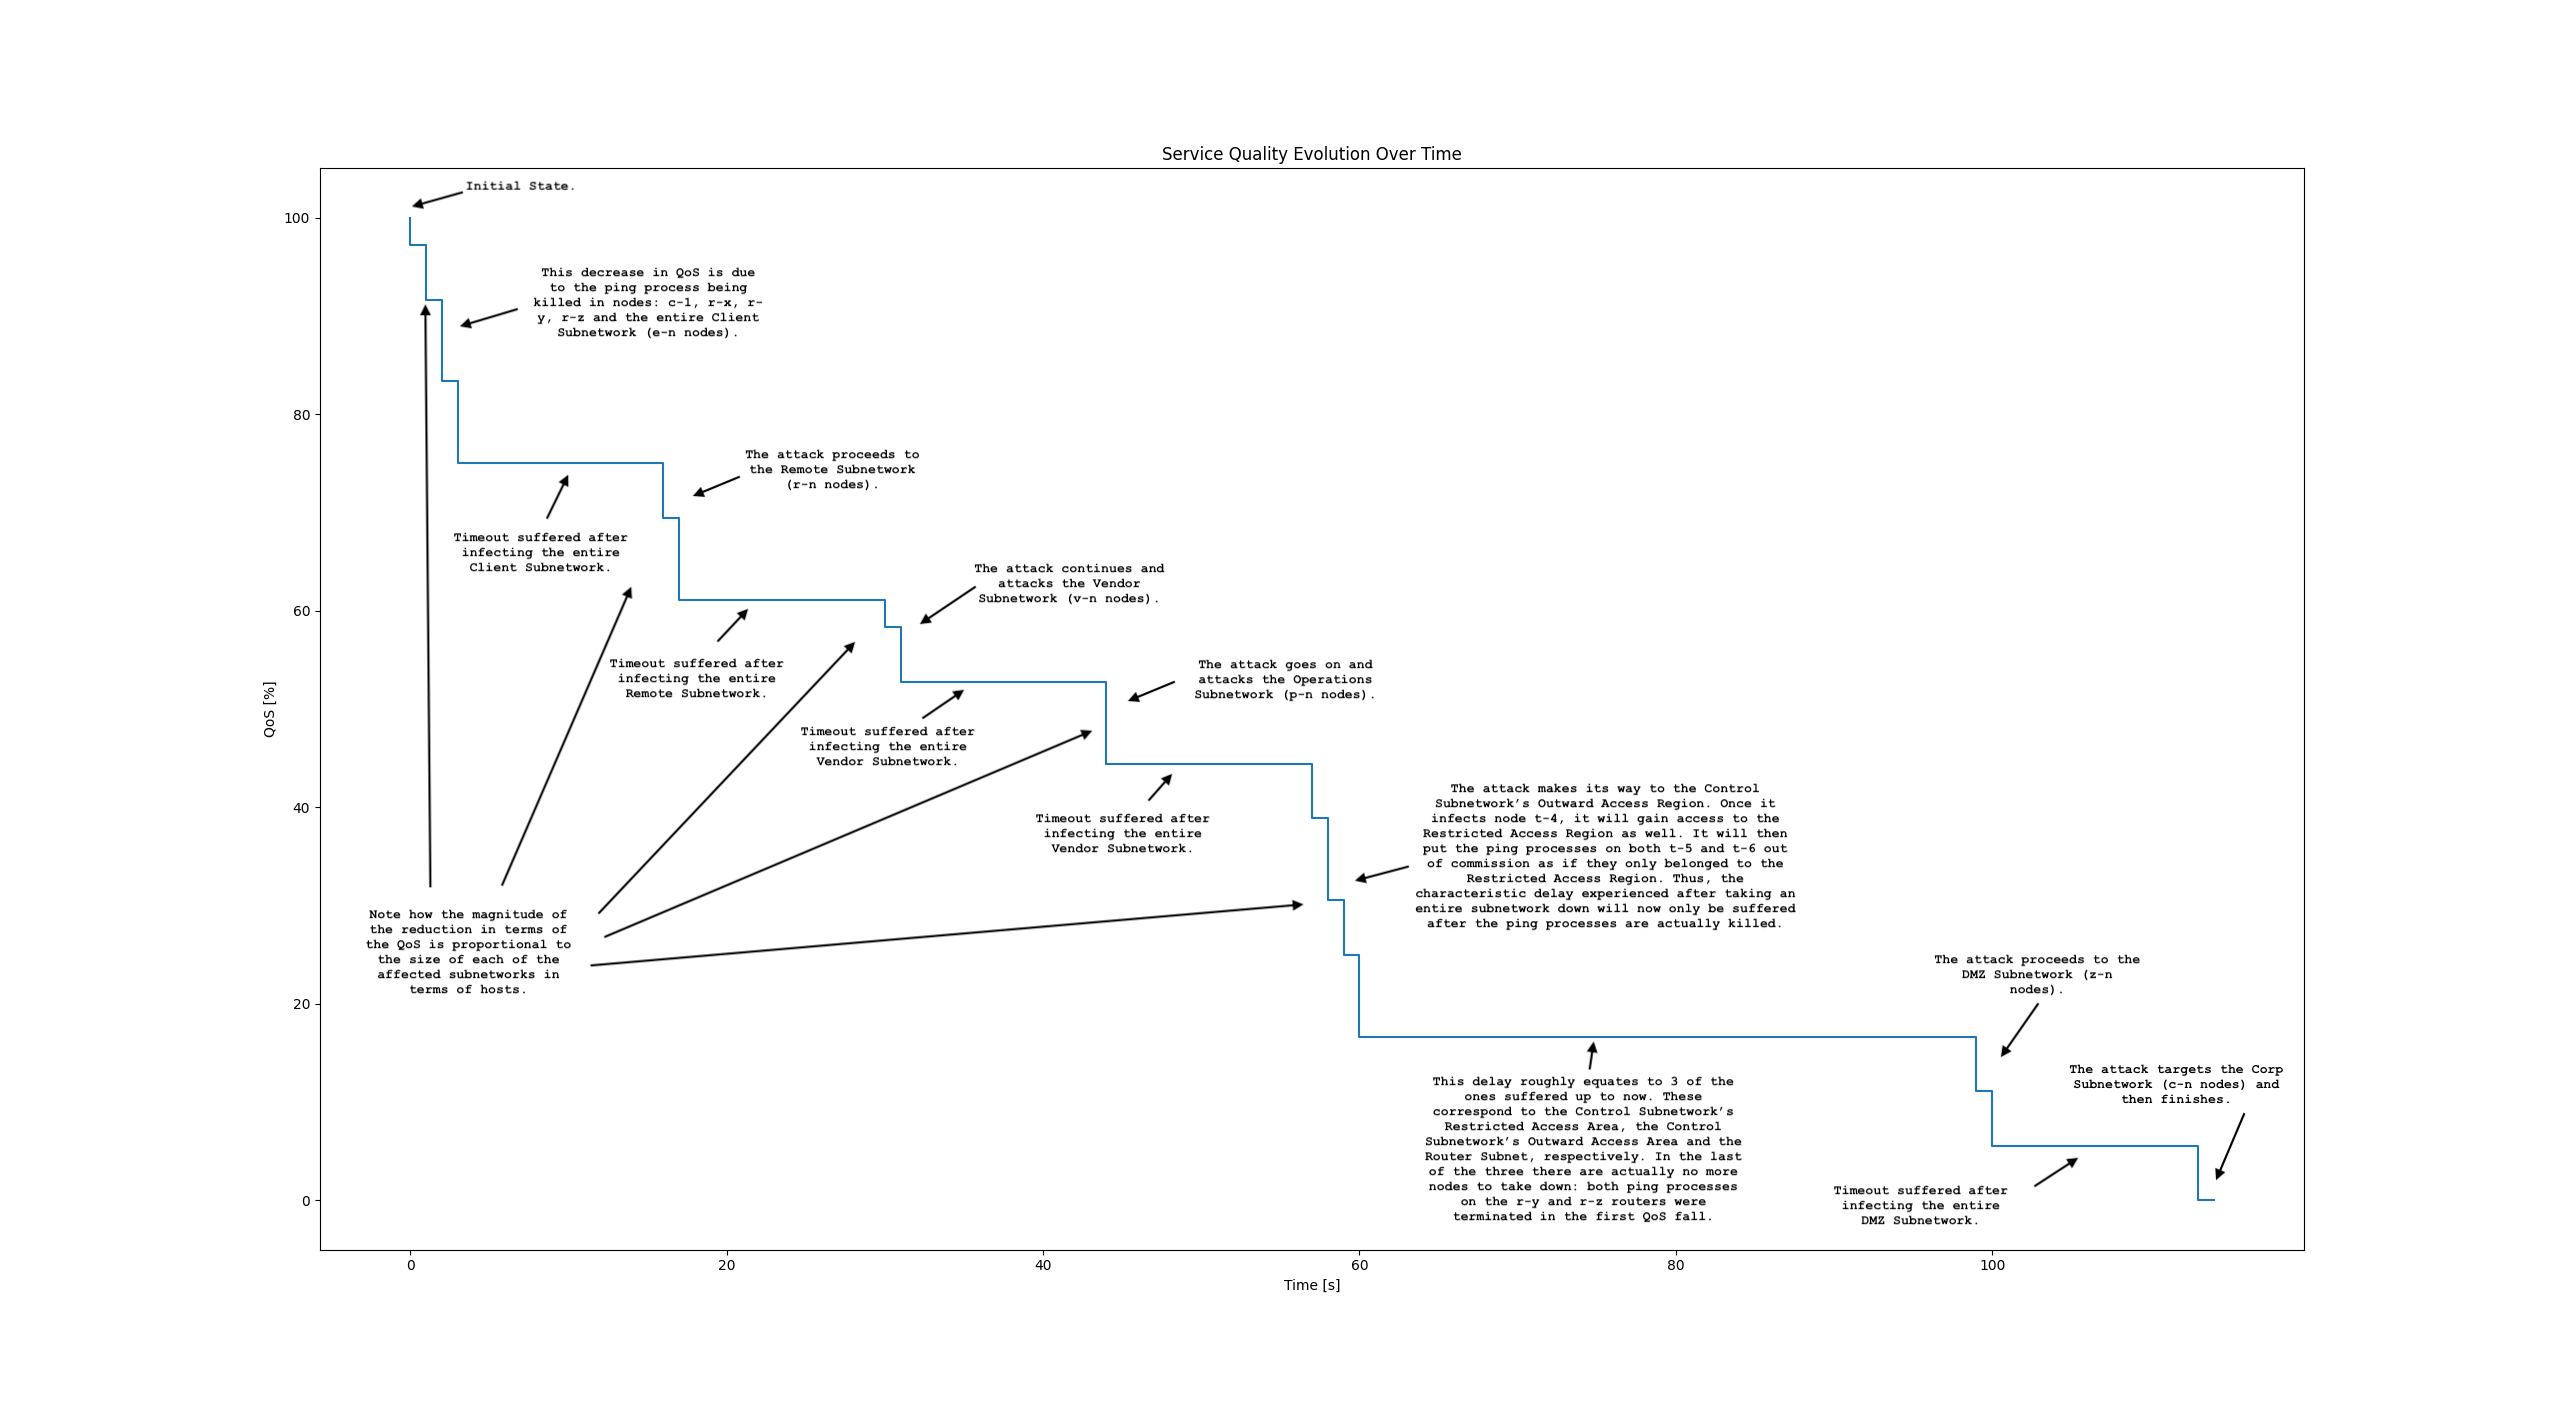 Service Quality Evolution Over Time
Initial State.
This decrease in QoS is due
to the ping process being
killed in nodes: c-1, r-x, r-
y, r-z and the entire Client
Subnetwork (e-n nodes).
The attack proceeds to
the Remote Subnetwork
(r-n nodes).
Timeout suffered after
infecting the entire
Client Subnetwork.
The attack continues and
attacks the Vendor
Subnetwork (v-n nodes).
Timeout suffered after
infecting the entire
Remote Subnetwork.
The attack goes on and
attacks the Operations
Subnetwork (p-n nodes).
Timeout suffered after
infecting the entire
Vendor Subnetwork.
Timeout suffered after
infecting the entire
Vendor Subnetwork.
The attack makes its way to the Control
Subnetwork's Outward Access Region. Once it
infects node t-4, it will gain access to the
Restricted Access Region as well. It will then
put the ping processes on both t-5 and t-6 out
of commission as if they only belonged to the
Restricted Access Region. Thus, the
characteristic delay experienced after taking an
entire subnetwork down will now only be suffered
after the ping processes are actually killed.
Note how the magnitude of
the reduction in terms of
the QoS is proportional to
the size of each of the
affected subnetworks in
terms of hosts.
The attack proceeds to the
DMZ Subnetwork (z-n
nodes).
The attack targets the Corp
Subnetwork (c-n nodes) and
then finishes.
This delay roughly equates to 3 of the
ones suffered up to now. These
correspond to the Control Subnetwork's
Restricted Access Area, the Control
Subnetwork's Outward Access Area and the
Router Subnet, respectively. In the last
of the three there are actually no more
nodes to take down: both ping processes
on the r-y and r-z routers were
terminated in the first QoS fall.
Timeout suffered after
infecting the entire
DMZ Subnetwork.
QoS [%]
100
80
60
40
20
0
0 20 40 60 80 100
Time [s]